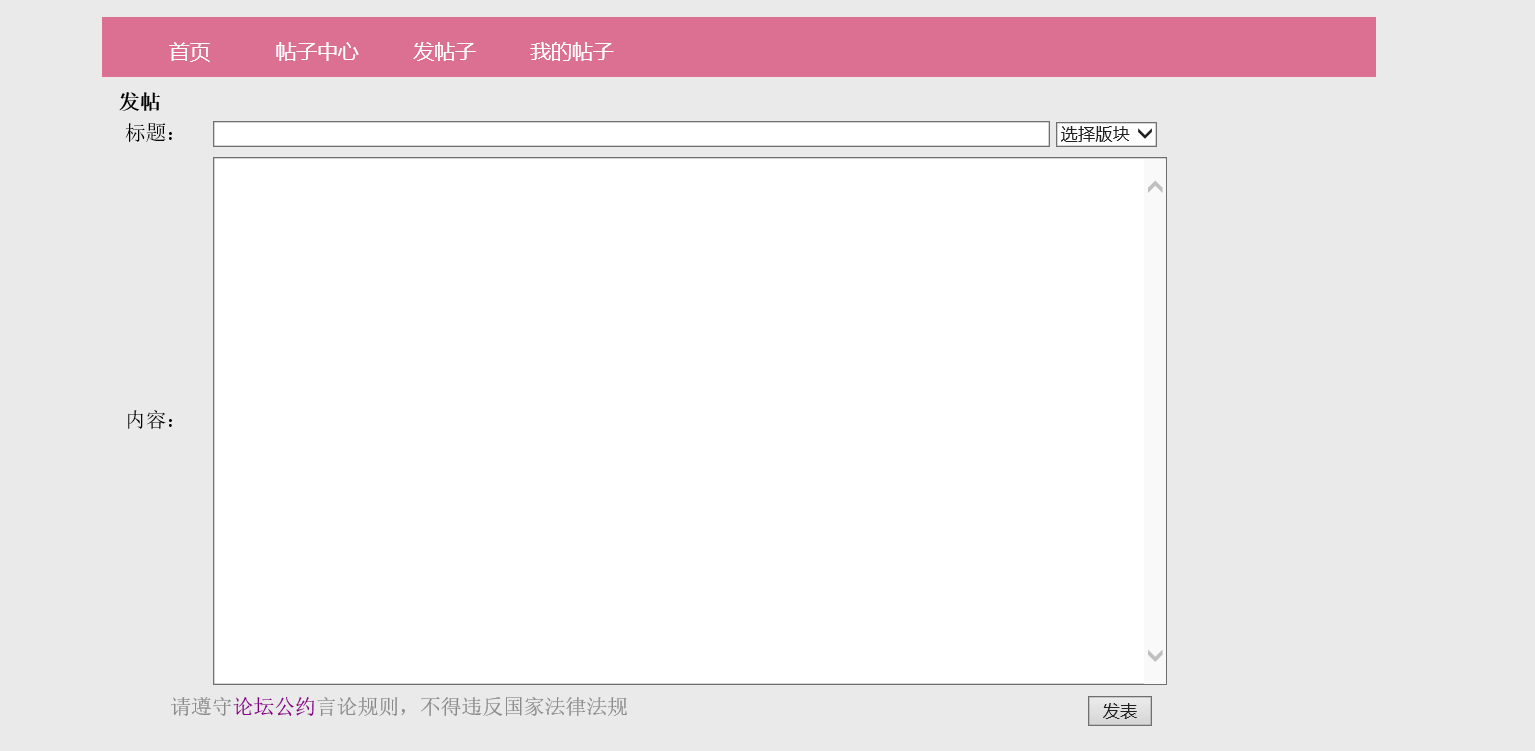 首页 帖子中心 发帖子 我的帖子
发帖
标题： 选择版块
内容：
请遵守论坛公约言论规则，不得违反国家法律法规 发表